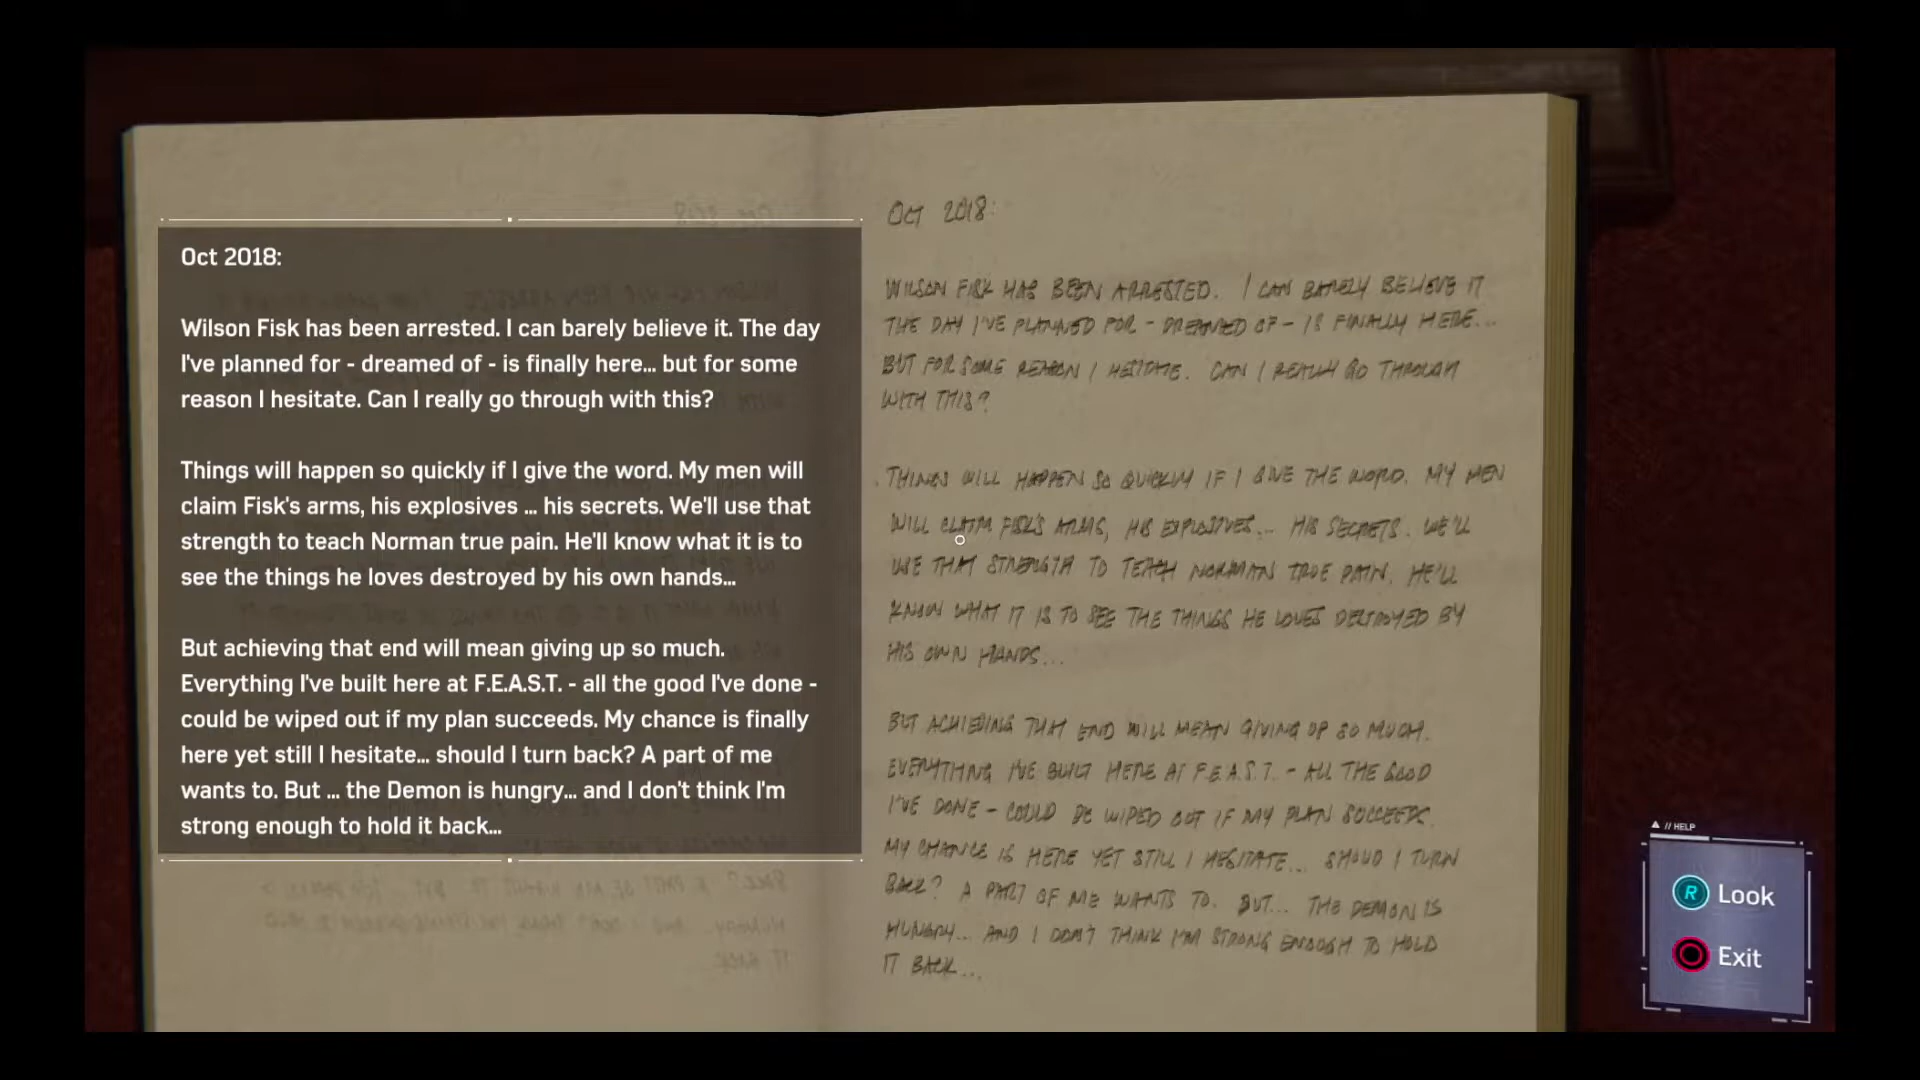 Oct 2018:
Wilson Fisk has been arrested. I can barely believe it. The day
I've planned for - dreamed of - is finally here... but for some
reason I hesitate. Can I really go through with this?
Things will happen so quickly if I give the word. My men will
claim Fisk's arms, his explosives ... his secrets. We'll use that
strength to teach Norman true pain. He'll know what it is to
see the things he loves destroyed by his own hands...
But achieving that end will mean giving up so much.
Everything I've built here at F.E.A.S.T. - all the good I've done -
could be wiped out if my plan succeeds. My chance is finally
here yet still I hesitate... should I turn back? A part of me
wants to. But ... the Demon is hungry... and I don't think I'm
strong enough to hold it back...
OCT 2018:
WILSON FISK HAS BEEN ARRESTED. I CAN BARELY BELIEVE IT
THE DAY I'VE PLANNED FOR - DREAMED OF - IS FINALLY HERE...
BUT FOR SOME REASON I HESITATE. CAN I REALLY GO THROUGH
WITH THIS?
THINGS WILL HAPPEN SO QUICKLY IF I GIVE THE WORD. MY MEN
WILL CLAIM FISK'S ARMS, HIS EXPLOSIVES... HIS SECRETS. WE'LL
USE THAT STRENGTH TO TEACH NORMAN TRUE PAIN. HE'LL
KNOW WHAT IT IS TO SEE THE THINGS HE LOVES DESTROYED BY
HIS OWN HANDS...
BUT ACHIEVING THAT END WILL MEAN GIVING UP SO MUCH.
EVERYTHING I'VE BUILT HERE AT F.E.A.S.T. - ALL THE GOOD
I'VE DONE - COULD BE WIPED OUT IF MY PLAN SUCCEEDS.
MY CHANCE IS HERE YET STILL I HESITATE... SHOULD I TURN
BACK? A PART OF ME WANTS TO. BUT... THE DEMON IS
HUNGRY... AND I DON'T THINK I'M STRONG ENOUGH TO HOLD
IT BACK...
// HELP
R Look
Exit